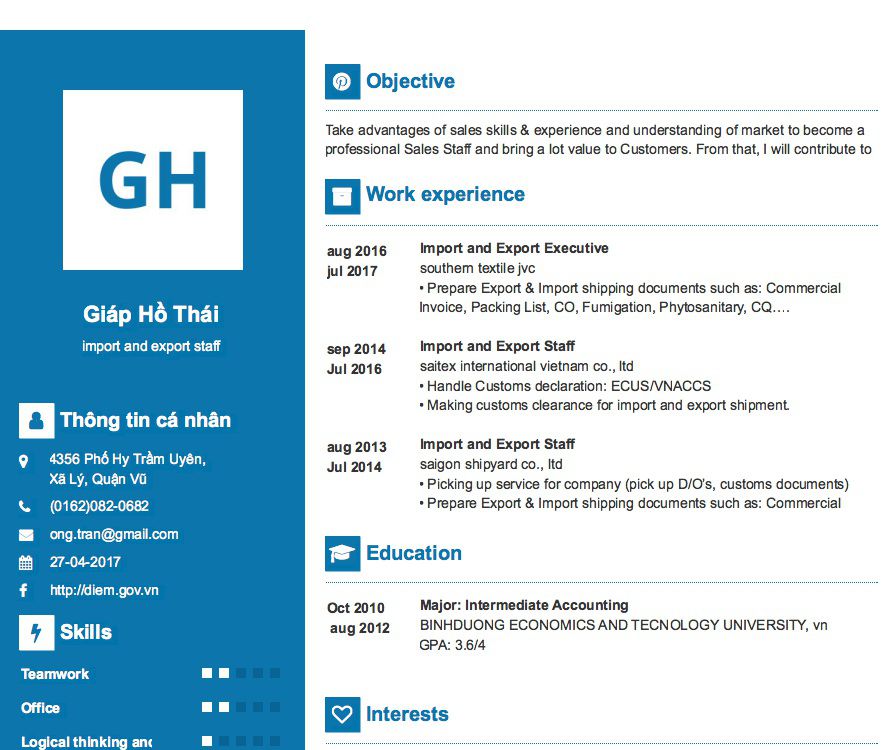 GH
Giáp Hồ Thái
import and export staff
Thông tin cá nhân
4356 Phố Hy Trầm Uyên,
Xã Lý, Quận Vũ
(0162)082-0682
ong.tran@gmail.com
27-04-2017
http://diem.gov.vn
Skills
Teamwork
Office
Logical thinking
Objective
Take advantages of sales skills & experience and understanding of market to become a
professional Sales Staff and bring a lot value to Customers. From that, I will contribute to
Work experience
aug 2016
jul 2017
Import and Export Executive
southern textile jvc
• Prepare Export & Import shipping documents such as: Commercial
Invoice, Packing List, CO, Fumigation, Phytosanitary, CQ….
sep 2014
Jul 2016
Import and Export Staff
saitex international vietnam co., ltd
• Handle Customs declaration: ECUS/VNACCS
• Making customs clearance for import and export shipment.
aug 2013
Jul 2014
Import and Export Staff
saigon shipyard co., ltd
• Picking up service for company (pick up D/O's, customs documents)
• Prepare Export & Import shipping documents such as: Commercial
Education
Oct 2010
aug 2012
Major: Intermediate Accounting
BINHDUONG ECONOMICS AND TECNOLOGY UNIVERSITY, vn
GPA: 3.6/4
Interests